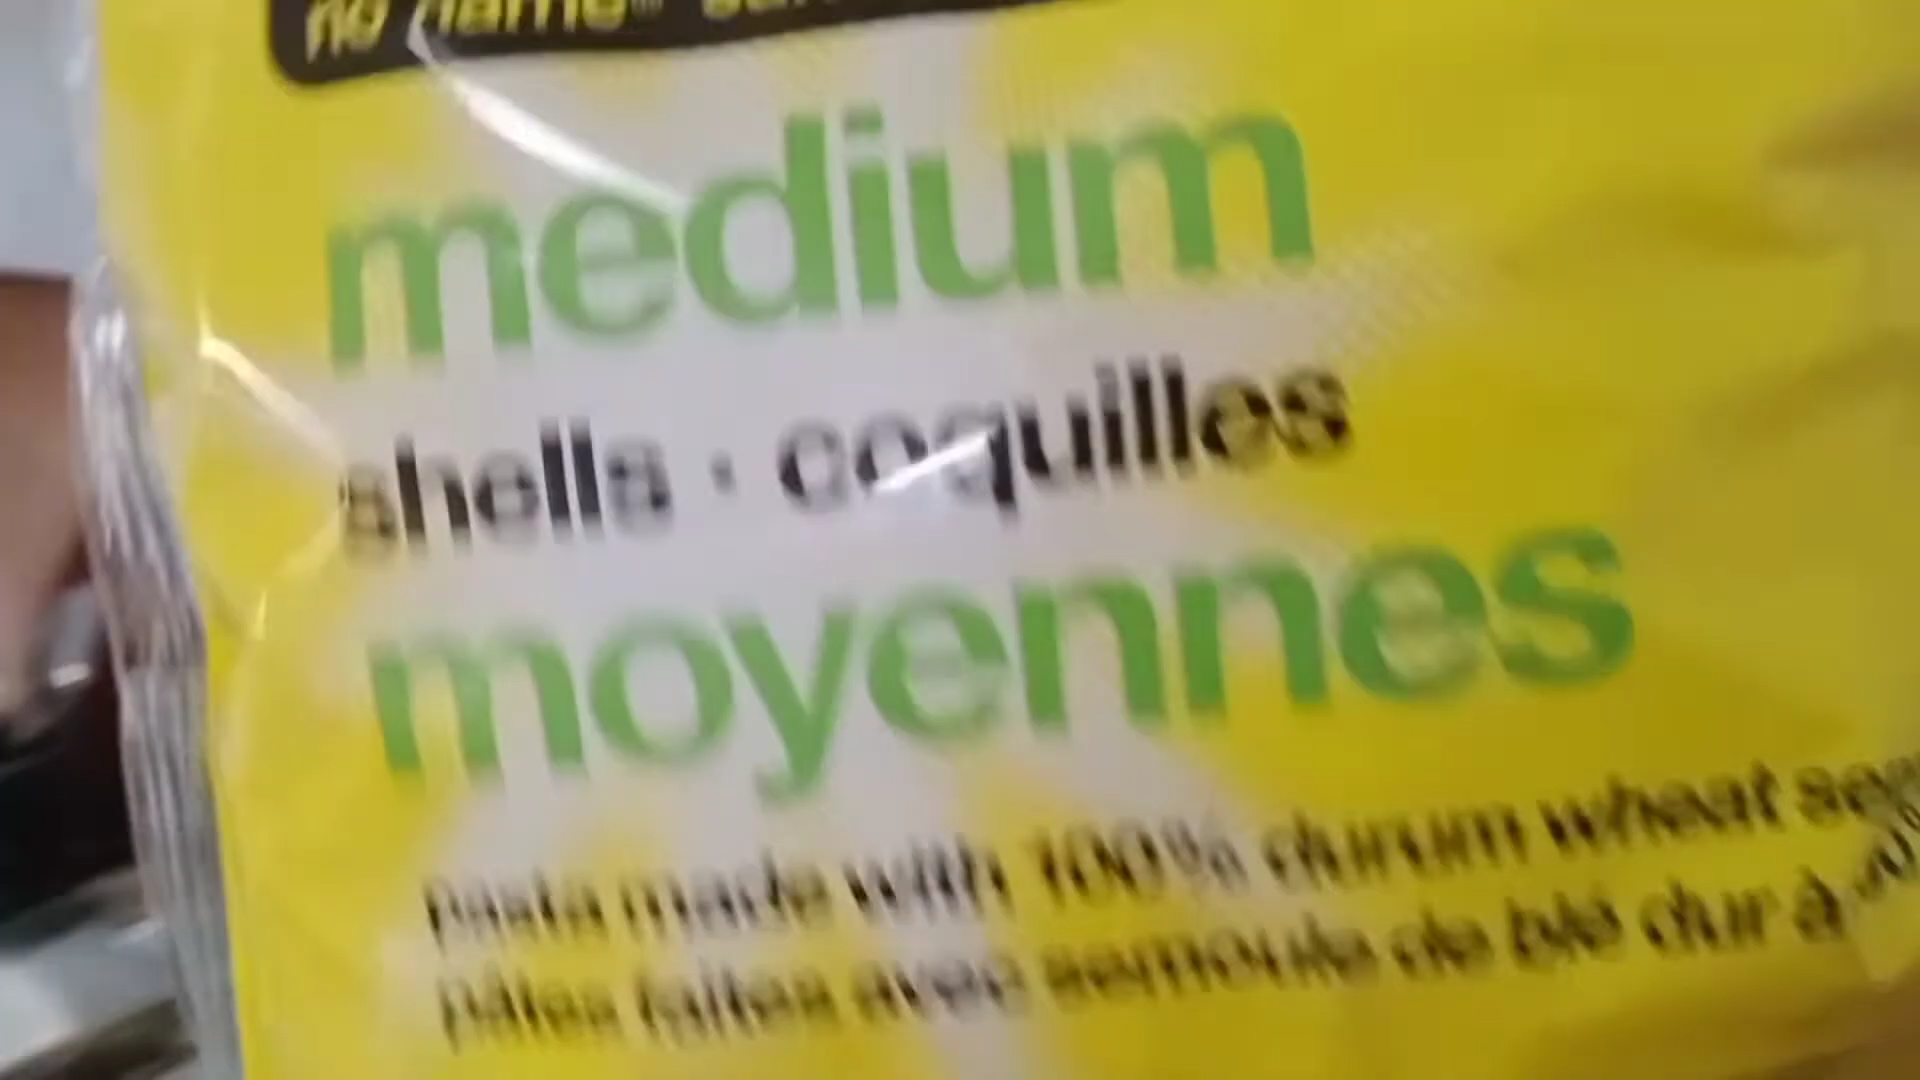 no name®
medium
shells • coquilles
moyennes
pasta made with 100% durum wheat
pâtes faites avec semoule de blé dur à